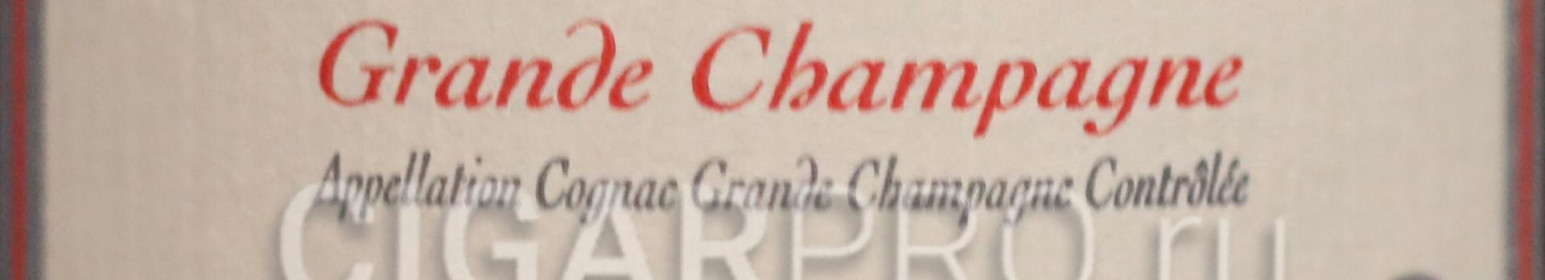 Grande Champagne
Appellation Cognac Grande Champagne Contrôlée
CIGARPRO.ru